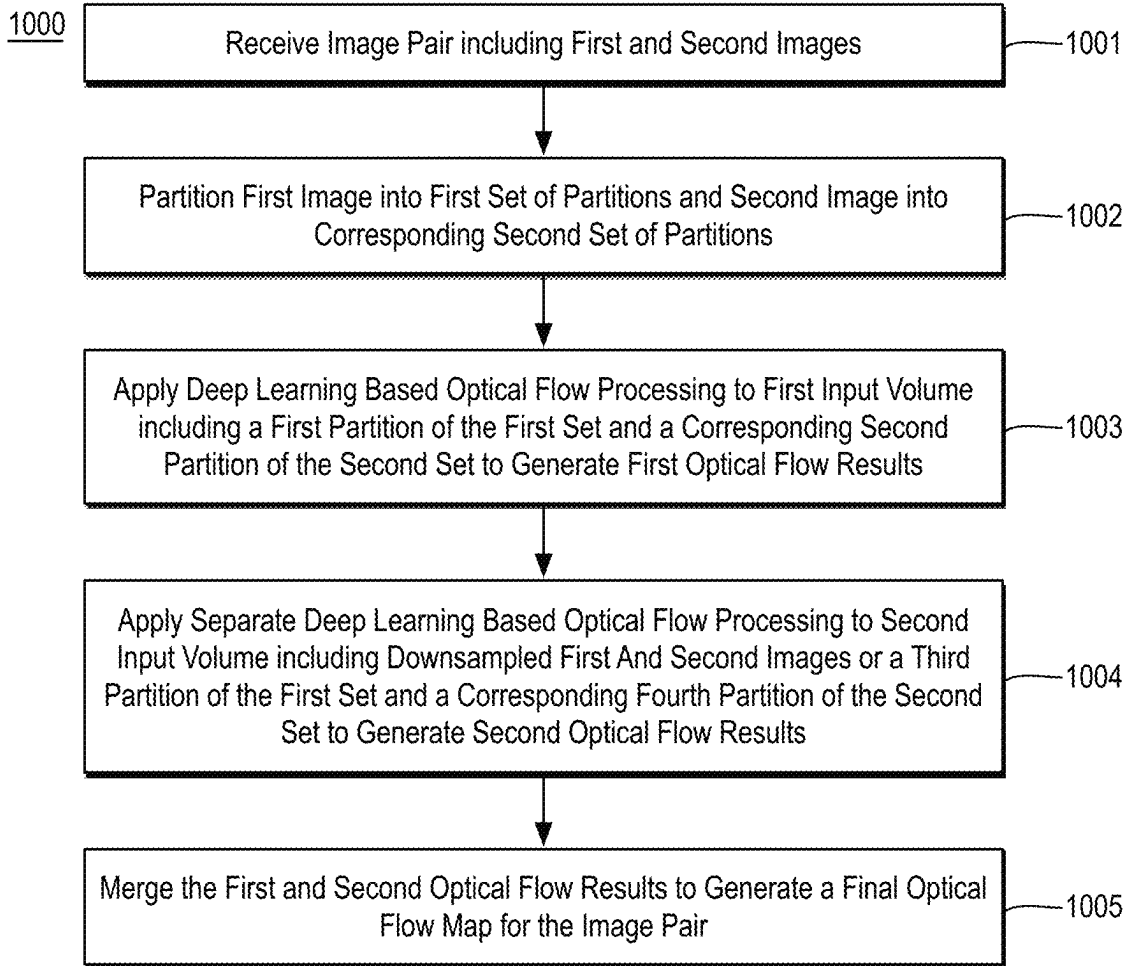 1000
Receive Image Pair including First and Second Images
1001
Partition First Image into First Set of Partitions and Second Image into
Corresponding Second Set of Partitions
1002
Apply Deep Learning Based Optical Flow Processing to First Input Volume
including a First Partition of the First Set and a Corresponding Second
Partition of the Second Set to Generate First Optical Flow Results
1003
Apply Separate Deep Learning Based Optical Flow Processing to Second
Input Volume including Downsampled First And Second Images or a Third
Partition of the First Set and a Corresponding Fourth Partition of the Second
Set to Generate Second Optical Flow Results
1004
Merge the First and Second Optical Flow Results to Generate a Final Optical
Flow Map for the Image Pair
1005